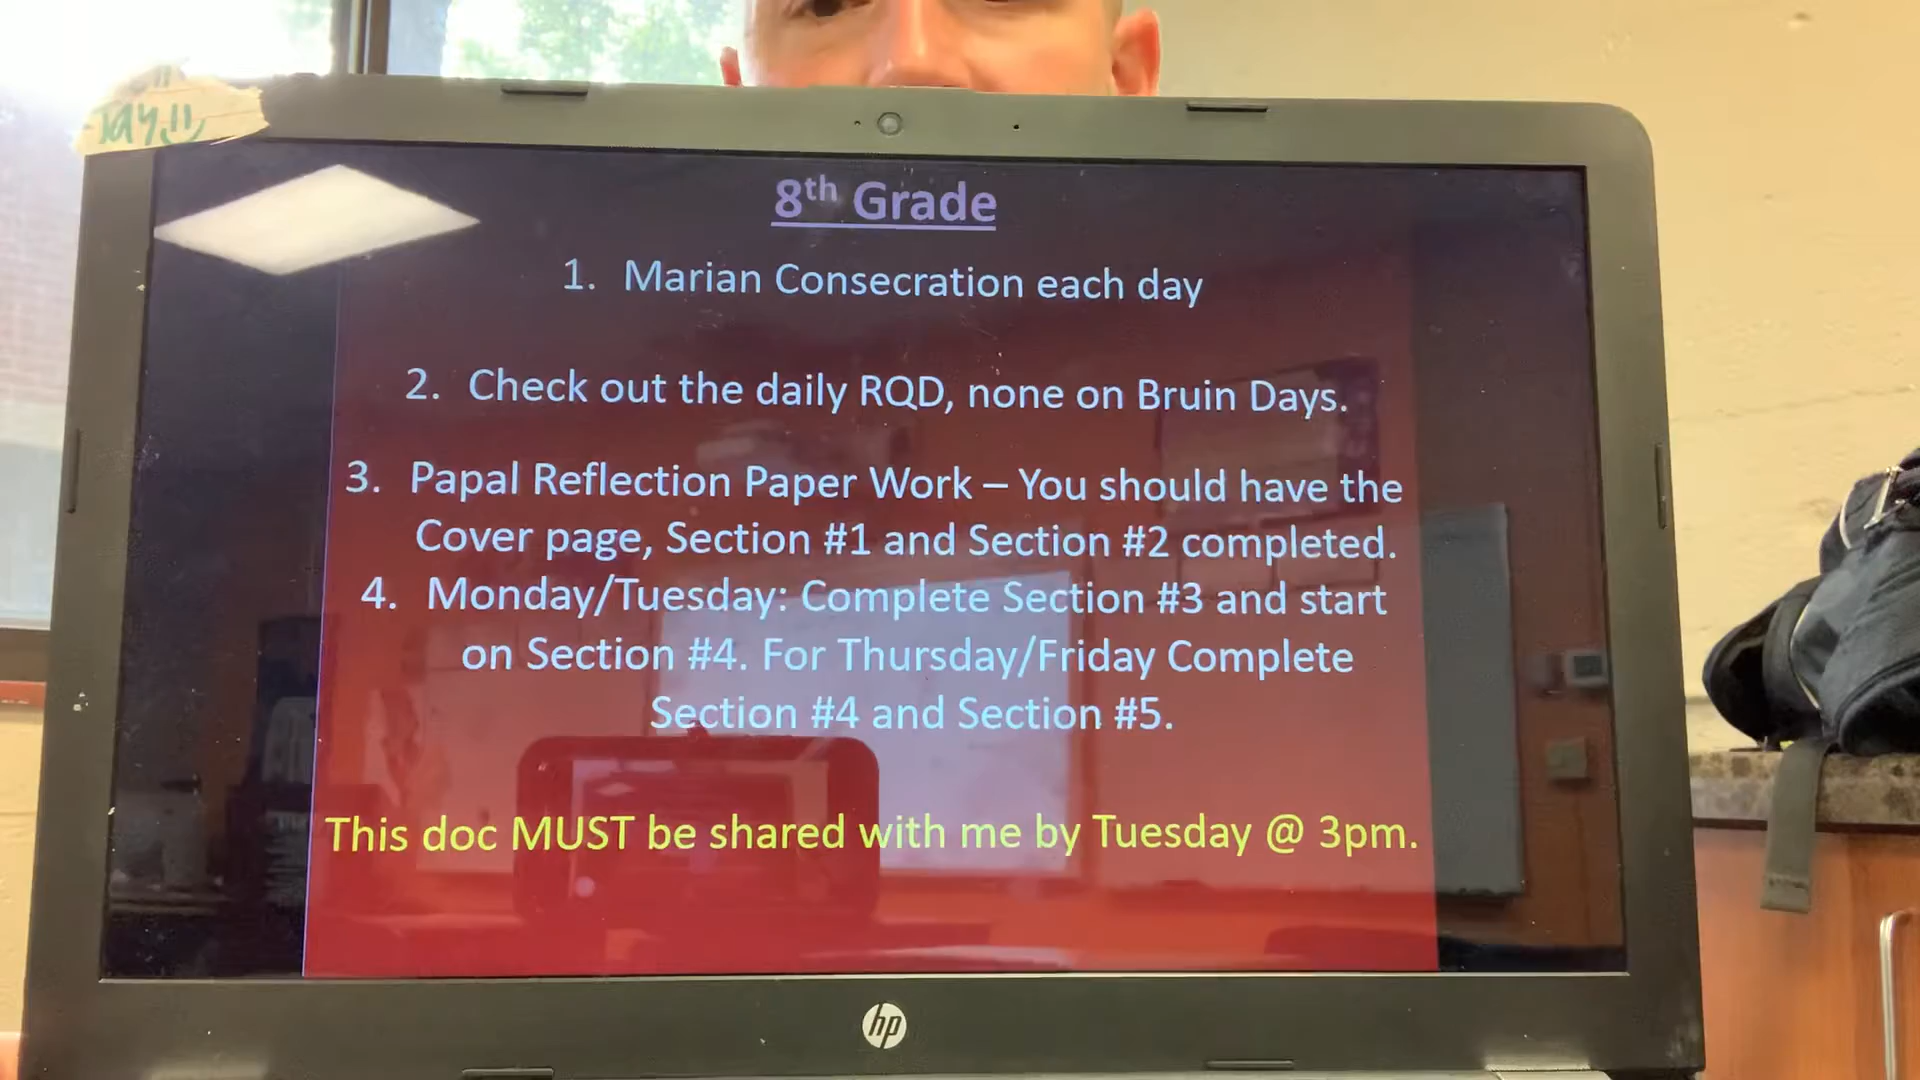 JAY!!
8th Grade
1. Marian Consecration each day
2. Check out the daily RQD, none on Bruin Days.
3. Papal Reflection Paper Work – You should have the
Cover page, Section #1 and Section #2 completed.
4. Monday/Tuesday: Complete Section #3 and start
on Section #4. For Thursday/Friday Complete
Section #4 and Section #5.
This doc MUST be shared with me by Tuesday @ 3pm.
hp